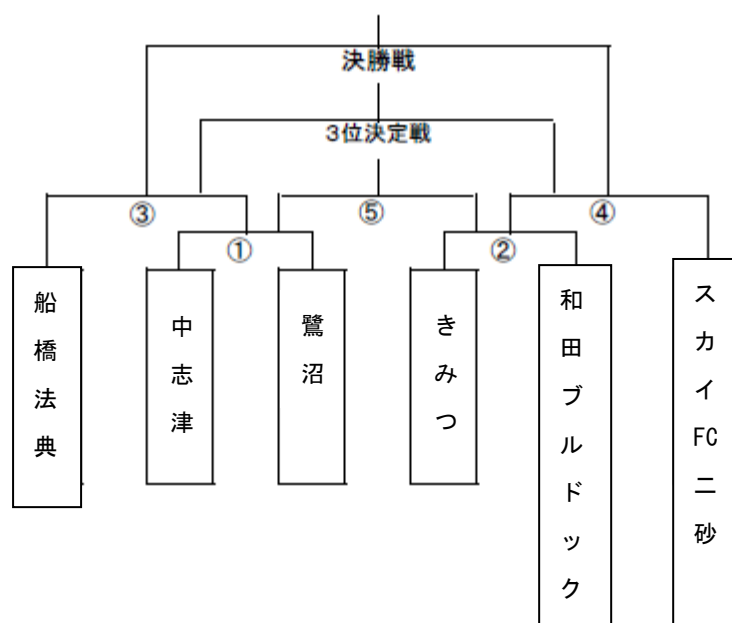 決勝戦
3位決定戦
③
⑤
④
①
②
船橋法典
中志津
鷺沼
きみつ
和田ブルドック
スカイFC二砂